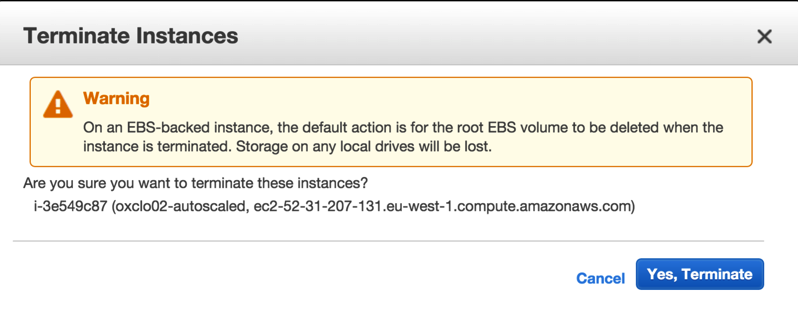 Terminate Instances
Warning
On an EBS-backed instance, the default action is for the root EBS volume to be deleted when the
instance is terminated. Storage on any local drives will be lost.
Are you sure you want to terminate these instances?
i-3e549c87 (oxclo02-autoscaled, ec2-52-31-207-131.eu-west-1.compute.amazonaws.com)
Cancel Yes, Terminate